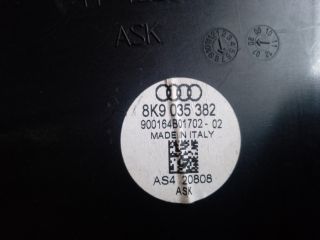 ASK
8K9 035 382
900164B01702 - 02
MADE IN ITALY
AS4 20808
ASK